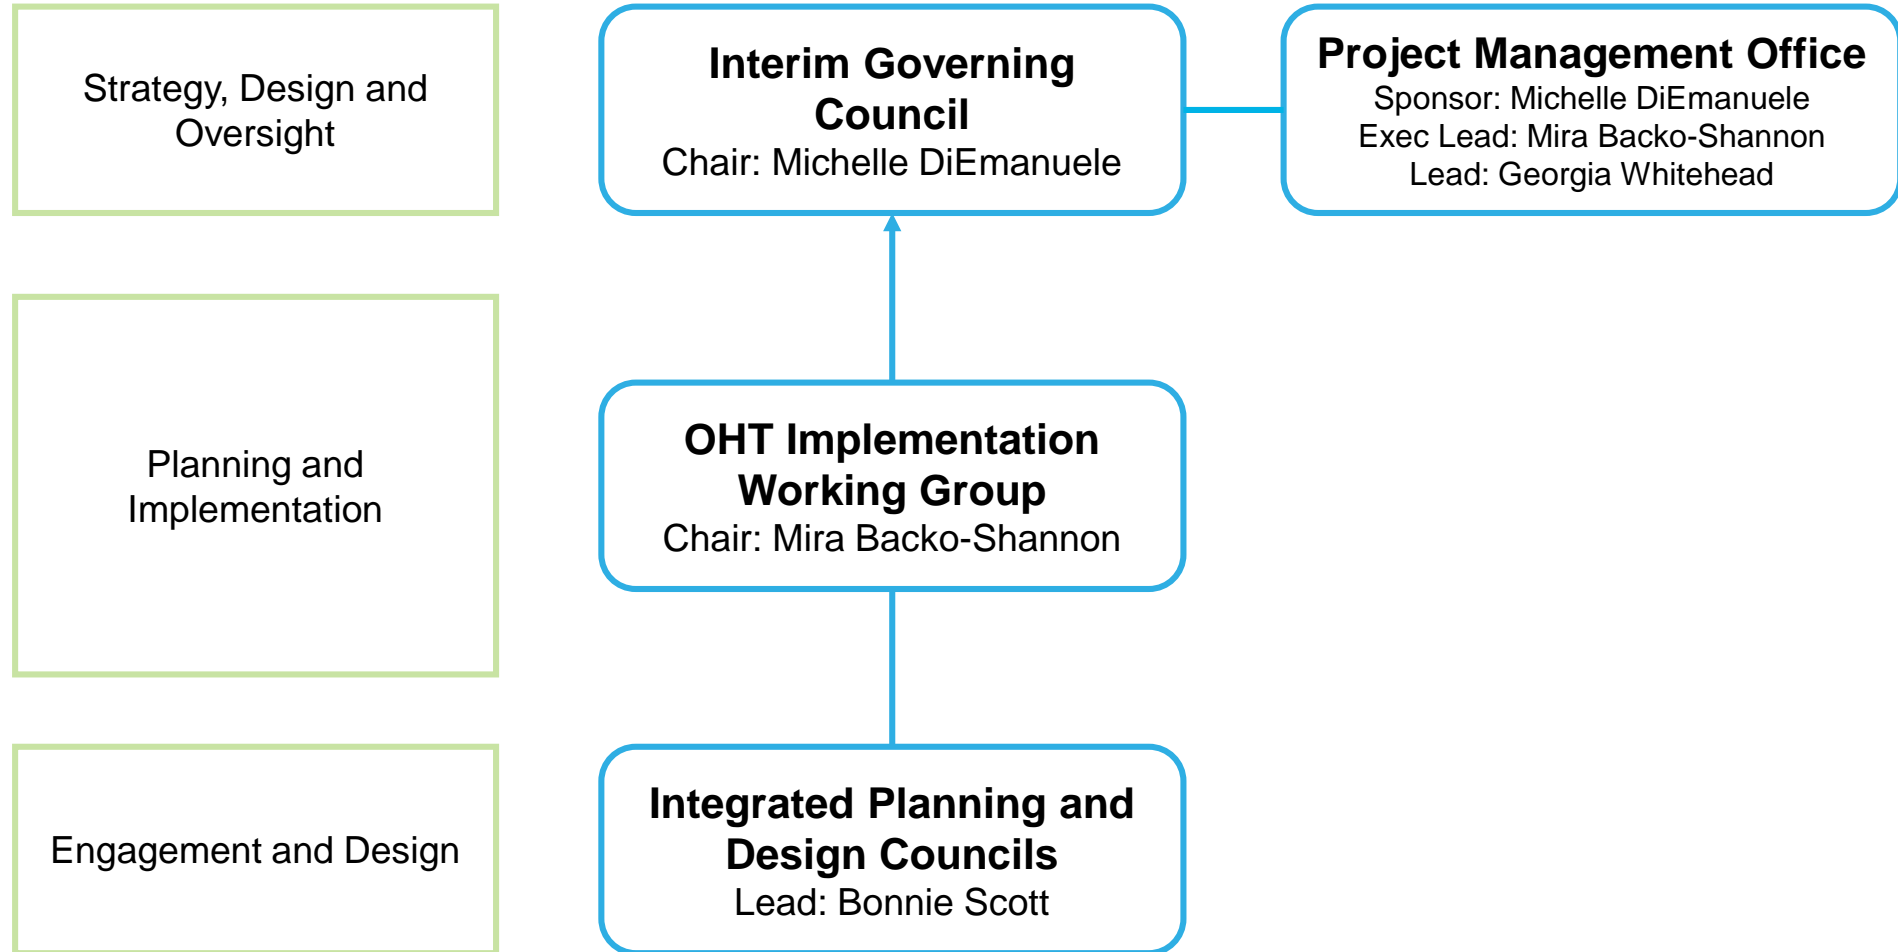 Strategy, Design and
Oversight
Interim Governing
Council
Chair: Michelle DiEmanuele
Project Management Office
Sponsor: Michelle DiEmanuele
Exec Lead: Mira Backo-Shannon
Lead: Georgia Whitehead
Planning and
Implementation
OHT Implementation
Working Group
Chair: Mira Backo-Shannon
Engagement and Design
Integrated Planning and
Design Councils
Lead: Bonnie Scott